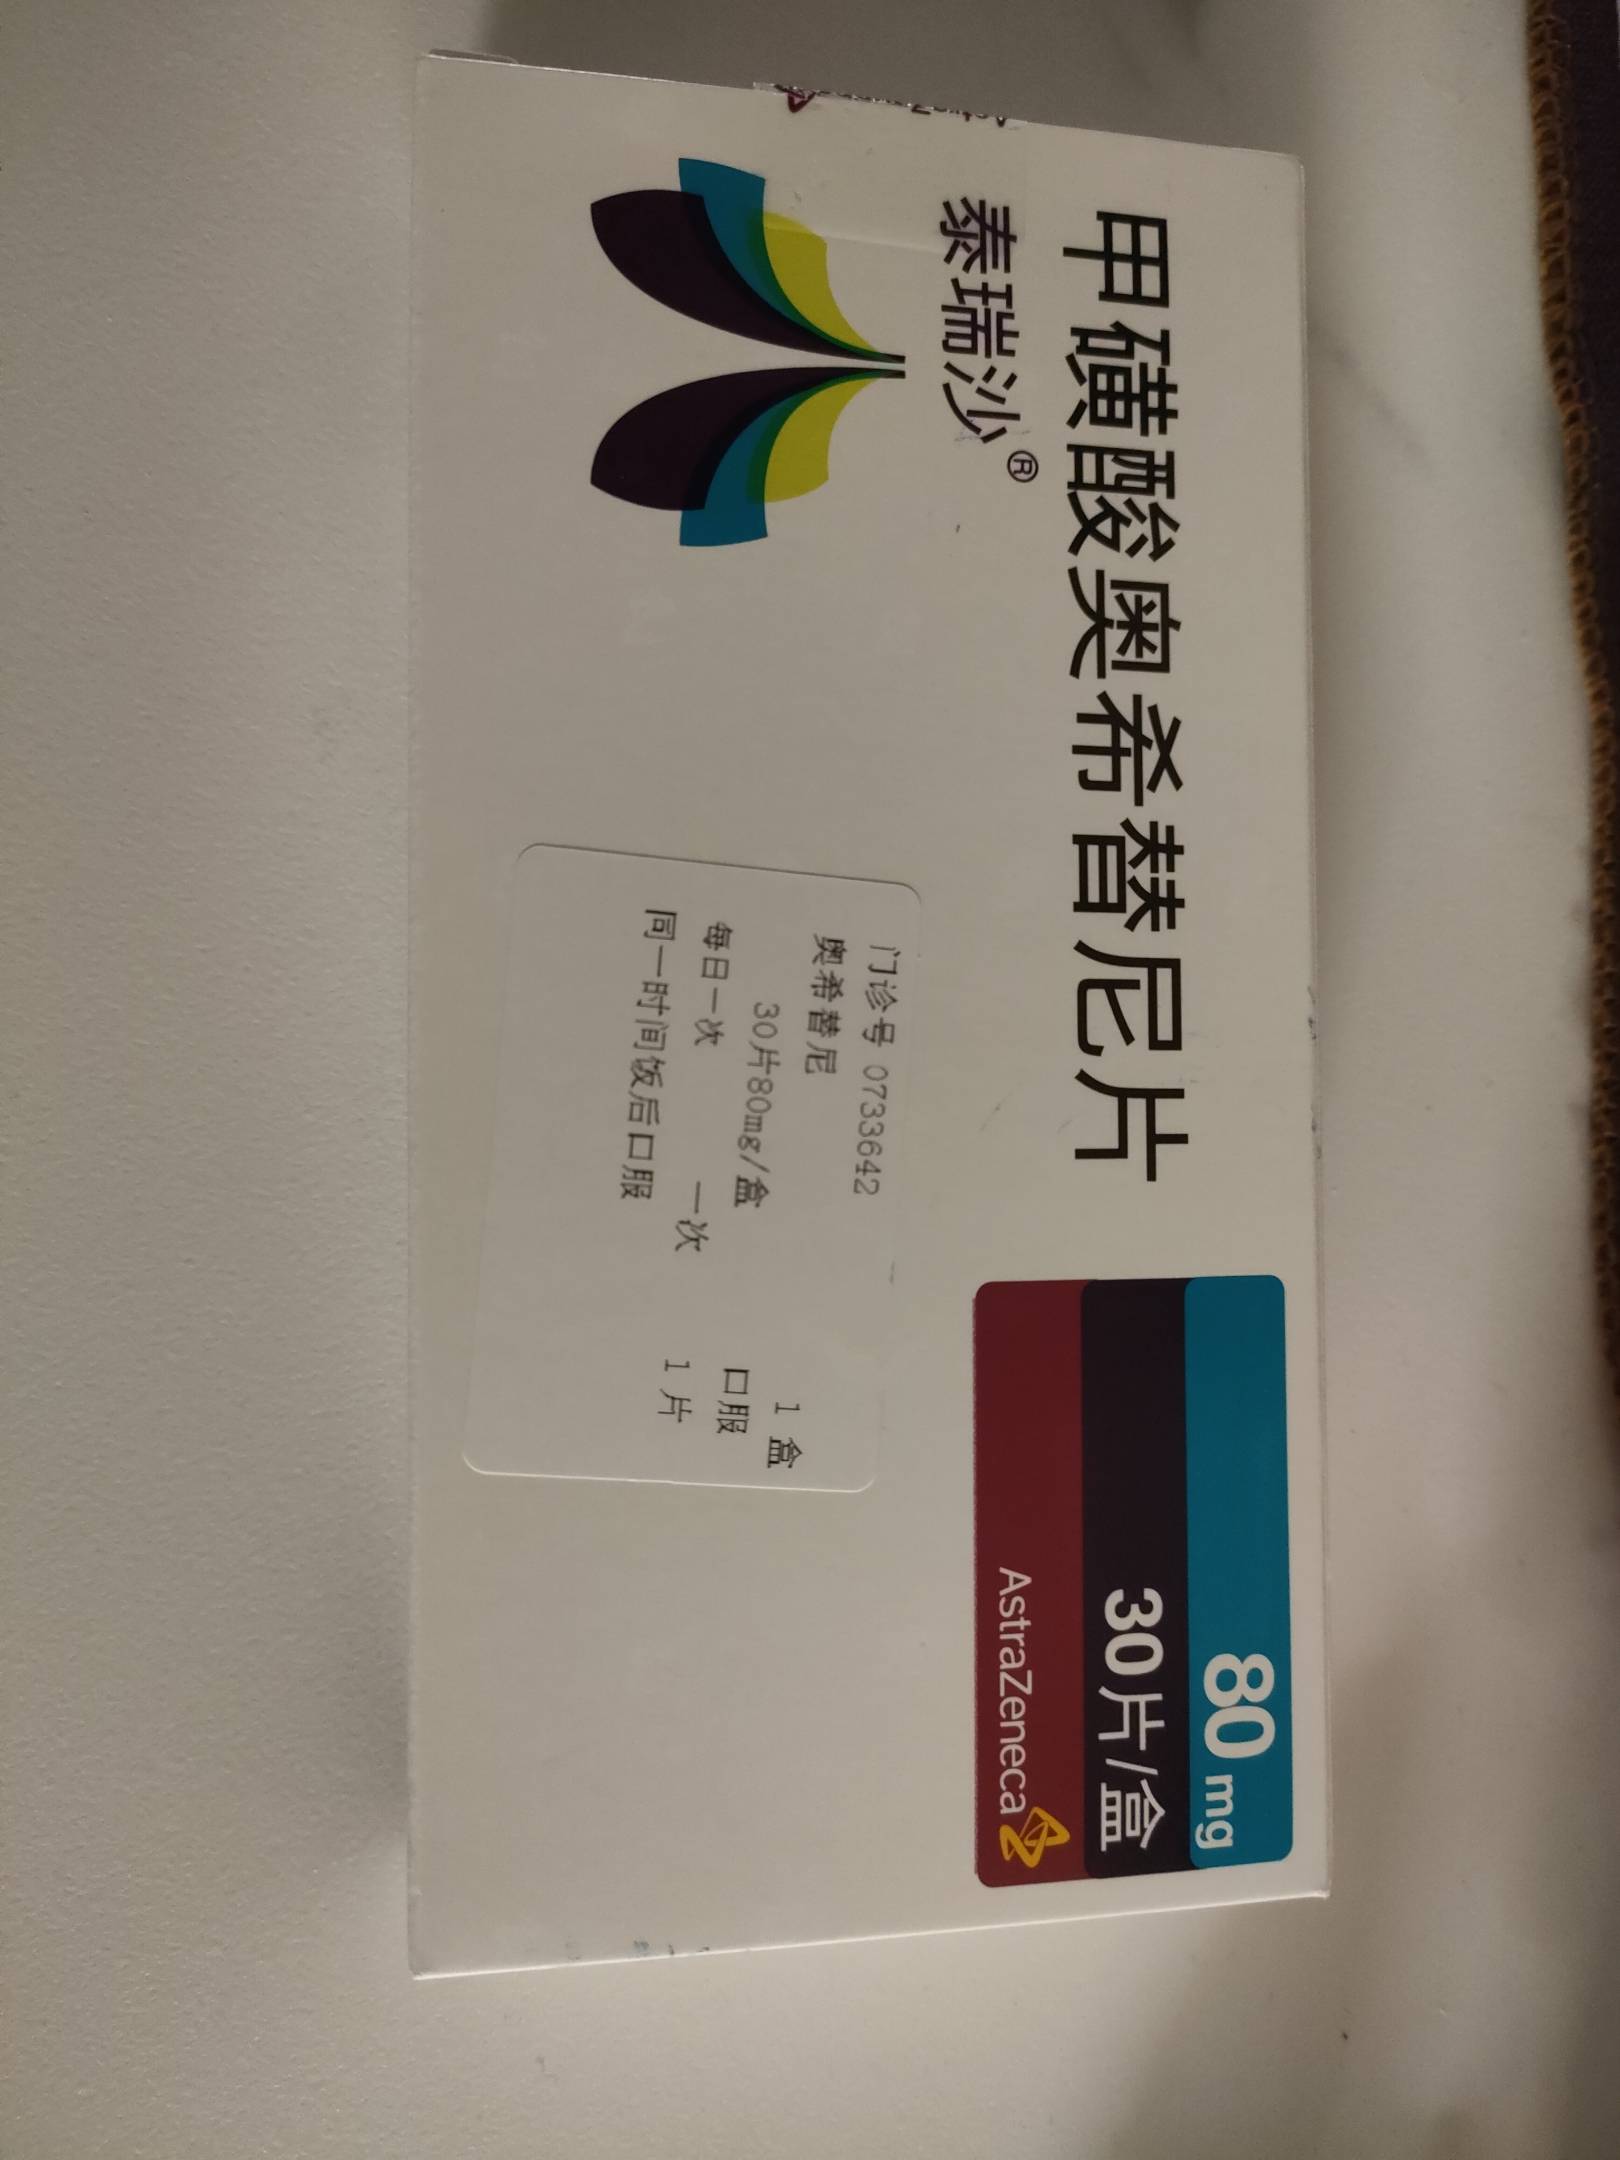 甲磺酸奥希替尼片
泰瑞沙®
80 mg
30片/盒
AstraZeneca
门诊号 0733642
奥希替尼
30片80mg/盒 1 盒
每日一次 一次 口服
同一时间饭后口服 1 片